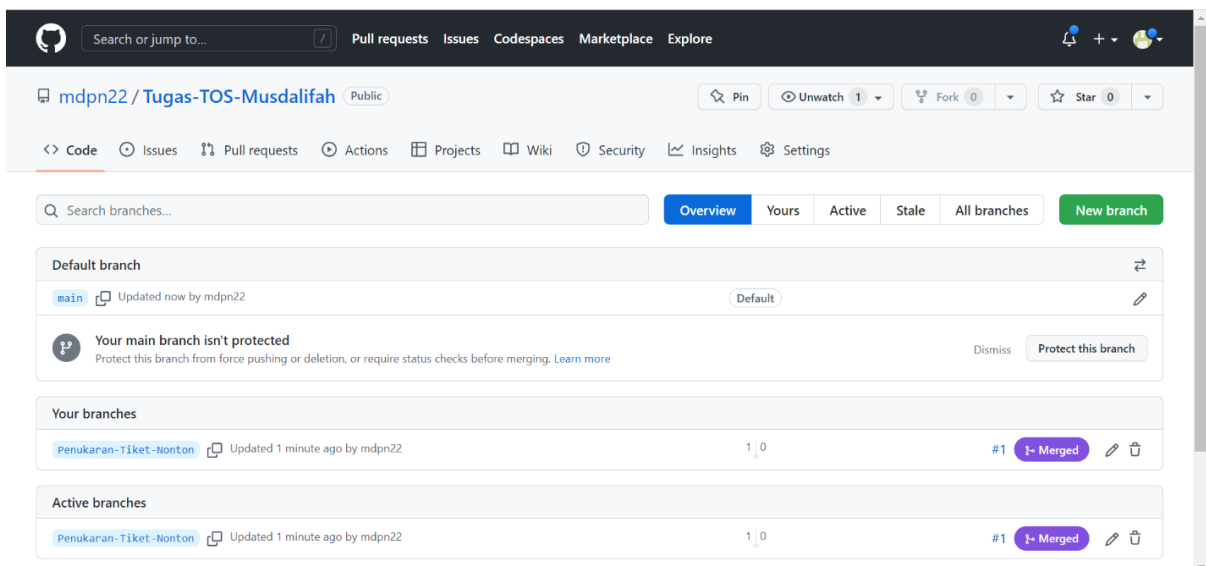 Search or jump to... / Pull requests Issues Codespaces Marketplace Explore
mdpn22 / Tugas-TOS-Musdalifah Public Pin Unwatch 1 Fork 0 Star 0
<> Code Issues Pull requests Actions Projects Wiki Security Insights Settings
Search branches... Overview Yours Active Stale All branches New branch
Default branch
main Updated now by mdpn22 Default
Your main branch isn't protected
Protect this branch from force pushing or deletion, or require status checks before merging. Learn more Dismiss Protect this branch
Your branches
Penukaran-Tiket-Nonton Updated 1 minute ago by mdpn22 1 0 #1 Merged
Active branches
Penukaran-Tiket-Nonton Updated 1 minute ago by mdpn22 1 0 #1 Merged